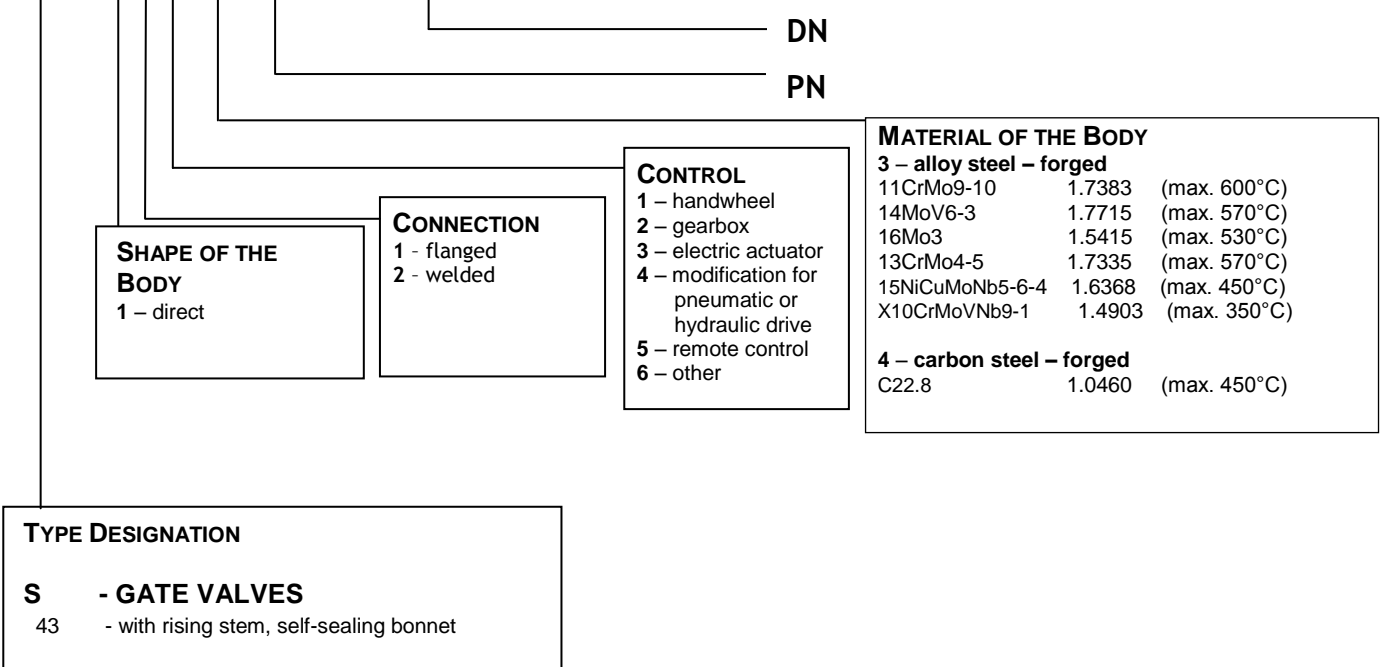 DN
PN
MATERIAL OF THE BODY
3 – alloy steel – forged
11CrMo9-10 1.7383 (max. 600°C)
14MoV6-3 1.7715 (max. 570°C)
16Mo3 1.5415 (max. 530°C)
13CrMo4-5 1.7335 (max. 570°C)
15NiCuMoNb5-6-4 1.6368 (max. 450°C)
X10CrMoVNb9-1 1.4903 (max. 350°C)
4 – carbon steel – forged
C22.8 1.0460 (max. 450°C)
CONTROL
1 – handwheel
2 – gearbox
3 – electric actuator
4 – modification for
pneumatic or
hydraulic drive
5 – remote control
6 – other
CONNECTION
1 – flanged
2 – welded
SHAPE OF THE
BODY
1 – direct
TYPE DESIGNATION
S - GATE VALVES
43 - with rising stem, self-sealing bonnet